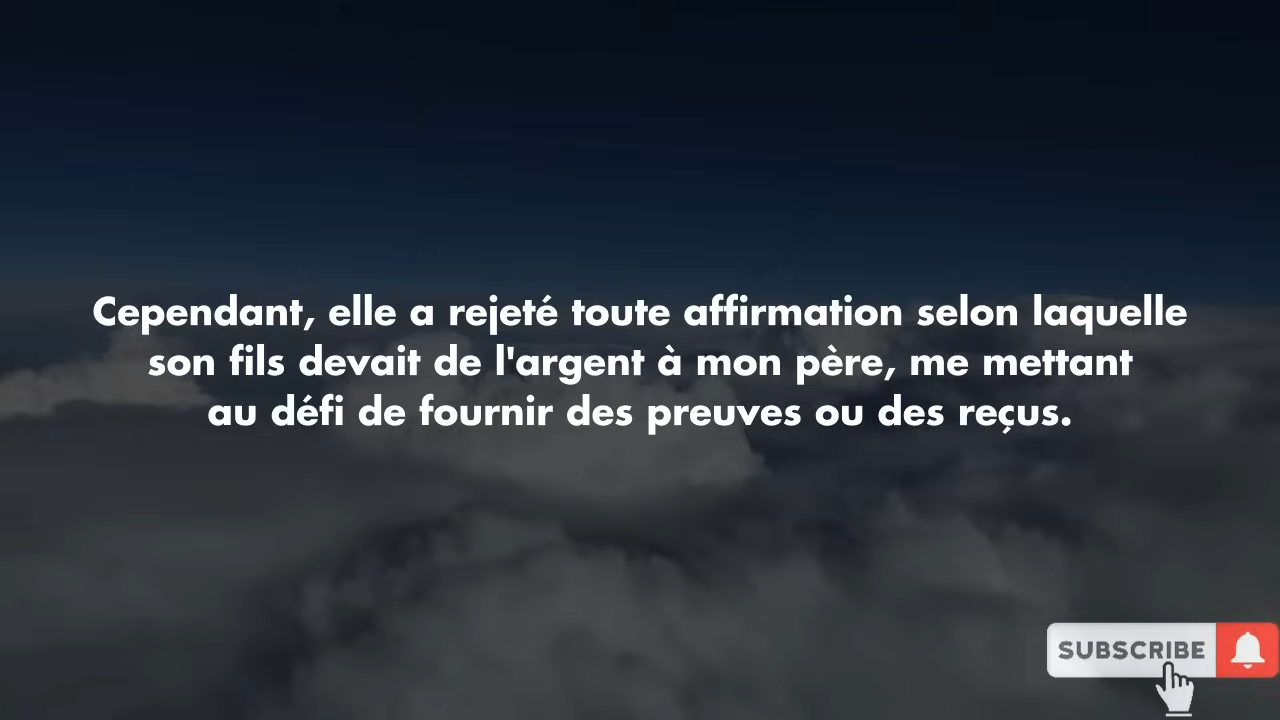 Cependant, elle a rejeté toute affirmation selon laquelle
son fils devait de l'argent à mon père, me mettant
au défi de fournir des preuves ou des reçus.
SUBSCRIBE